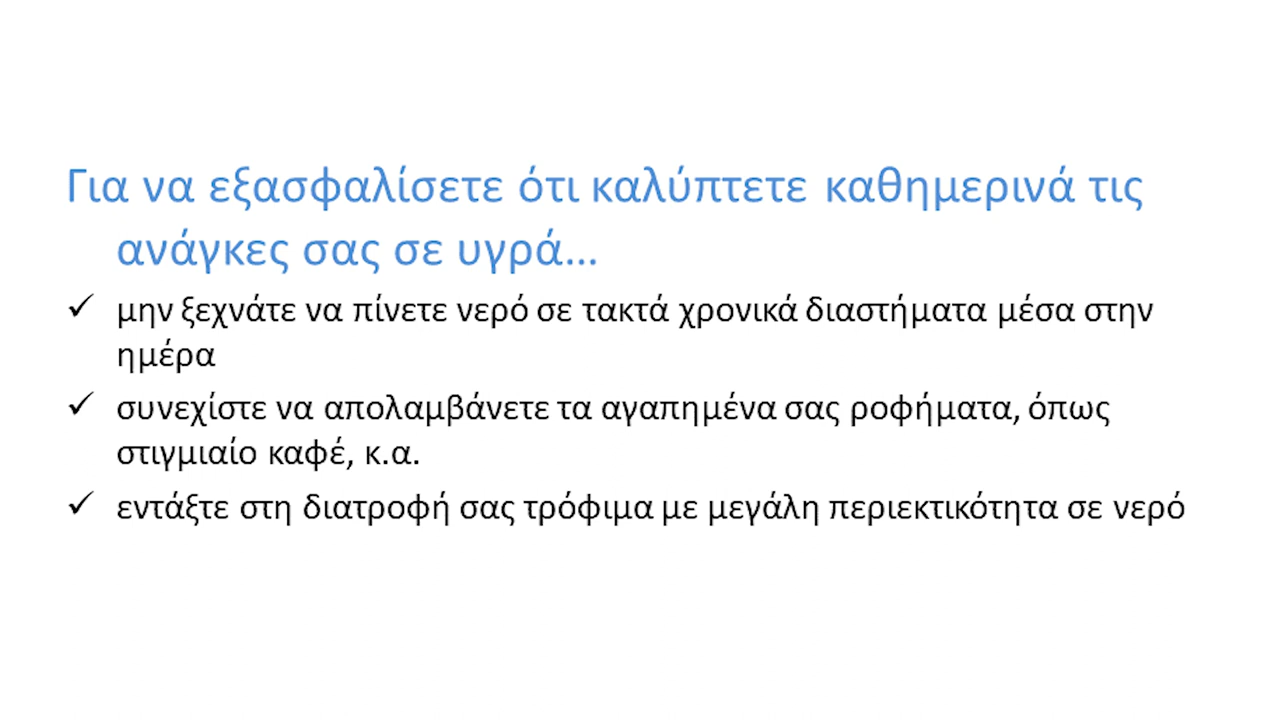 Για να εξασφαλίσετε ότι καλύπτετε καθημερινά τις
ανάγκες σας σε υγρά...
✓ μην ξεχνάτε να πίνετε νερό σε τακτά χρονικά διαστήματα μέσα στην
ημέρα
✓ συνεχίστε να απολαμβάνετε τα αγαπημένα σας ροφήματα, όπως
στιγμιαίο καφέ, κ.α.
✓ εντάξτε στη διατροφή σας τρόφιμα με μεγάλη περιεκτικότητα σε νερό